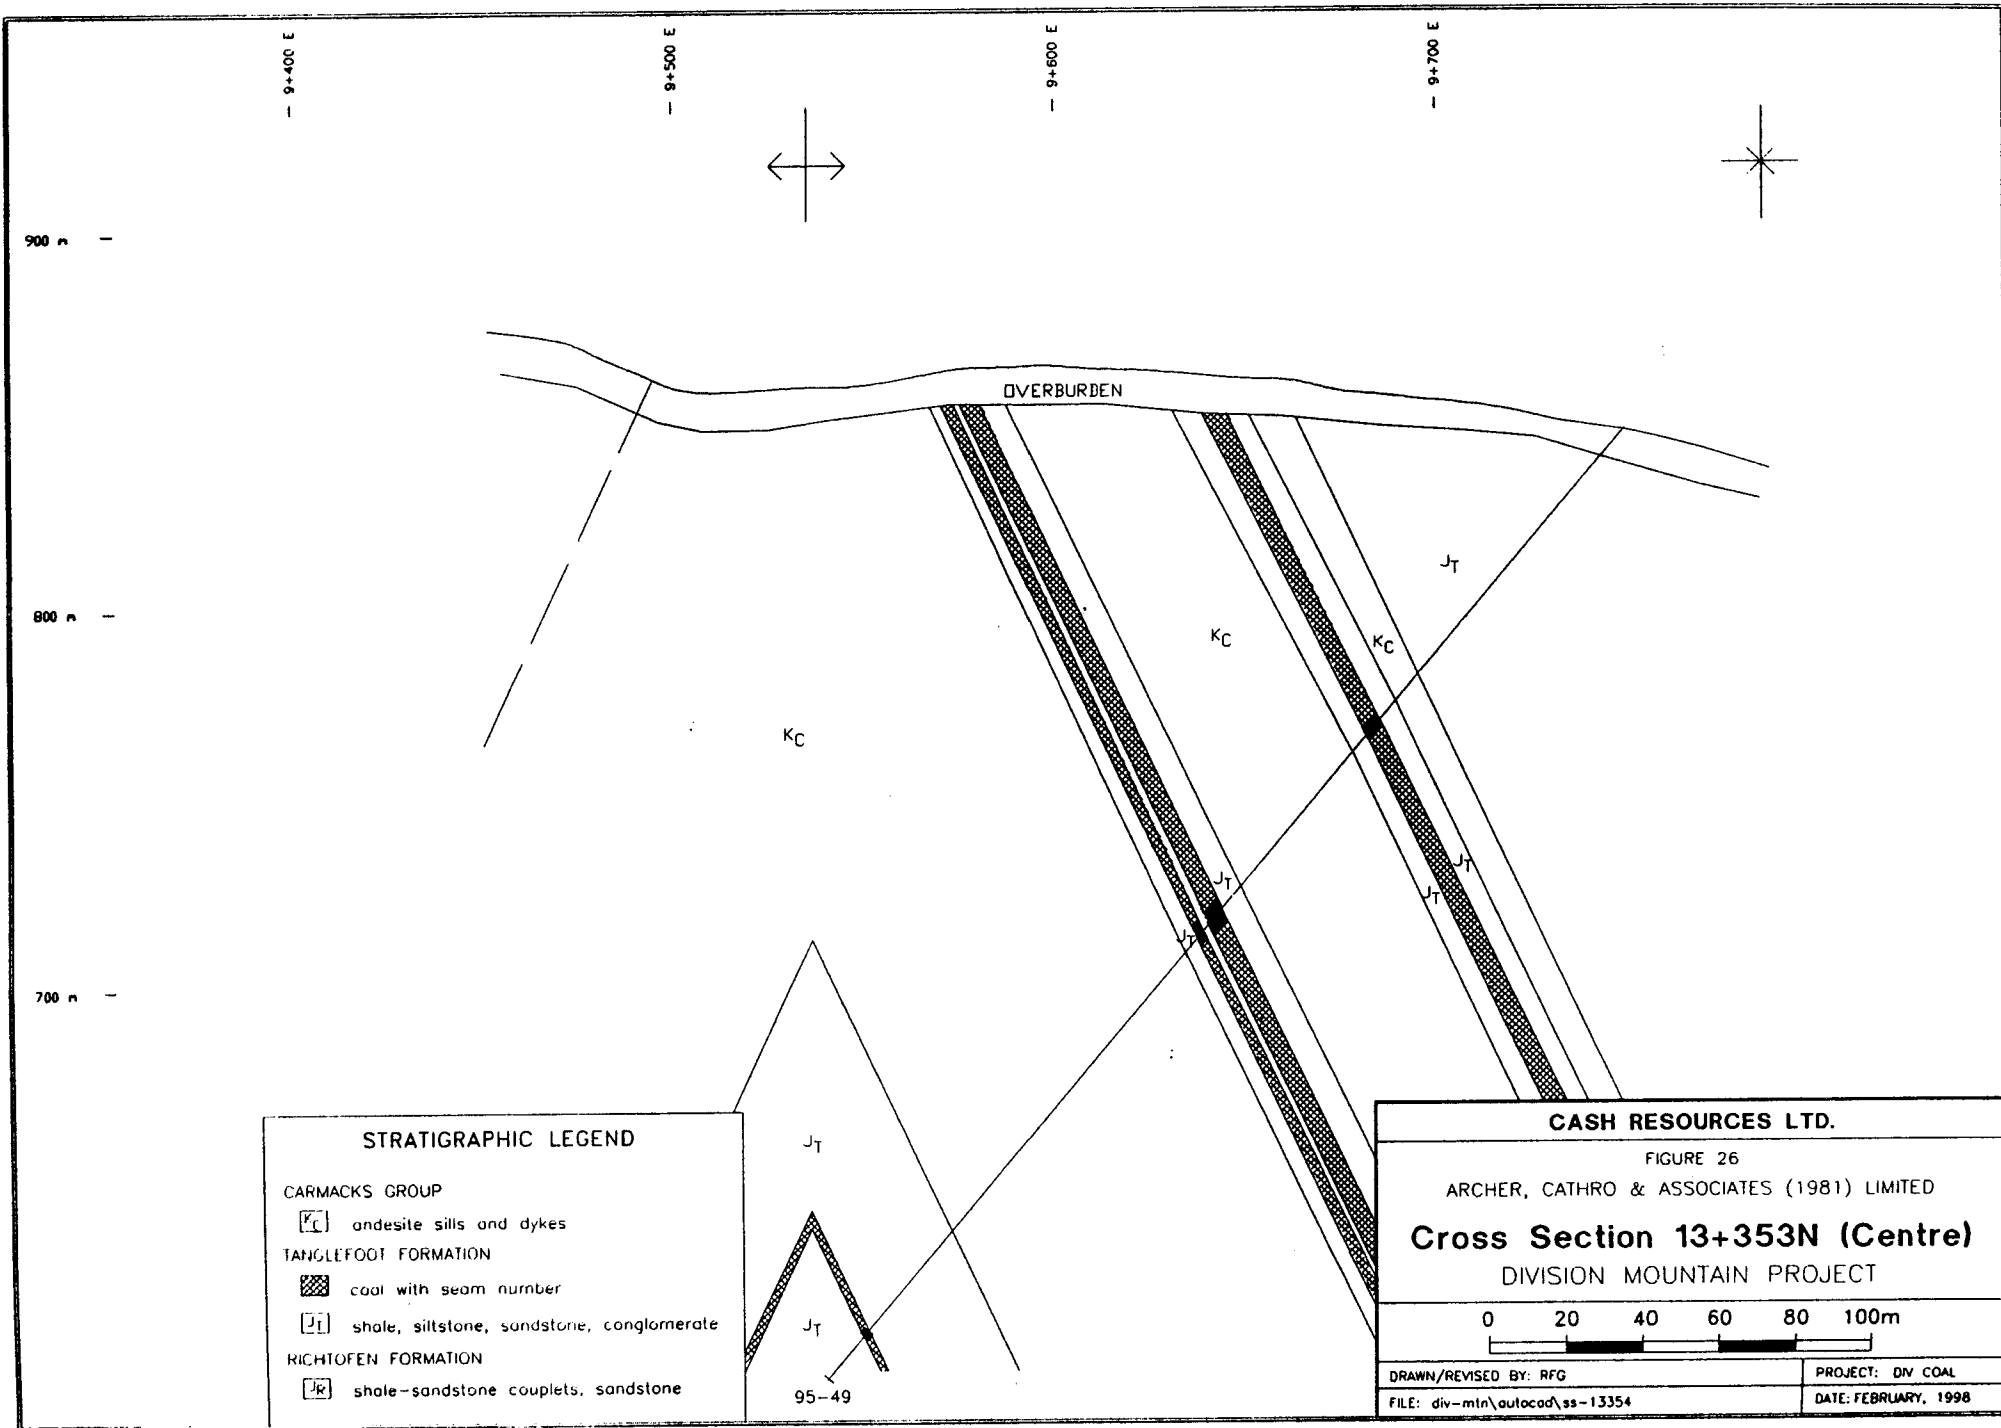 9+400 E
9+500 E
9+600 E
9+700 E
900 m
800 m
700 m
OVERBURDEN
JT
KC
KC
KC
JT
JT
JT
JT
JT
JT
95-49
STRATIGRAPHIC LEGEND
CARMACKS GROUP
KC andesite sills and dykes
TANGLEFOOT FORMATION
coal with seam number
JT shale, siltstone, sandstone, conglomerate
RICHTOFEN FORMATION
JR shale-sandstone couplets, sandstone
CASH RESOURCES LTD.
FIGURE 26
ARCHER, CATHRO & ASSOCIATES (1981) LIMITED
Cross Section 13+353N (Centre)
DIVISION MOUNTAIN PROJECT
0 20 40 60 80 100m
DRAWN/REVISED BY: RFG
PROJECT: DIV COAL
FILE: div-mtn\autocad\ss-13354
DATE: FEBRUARY, 1998